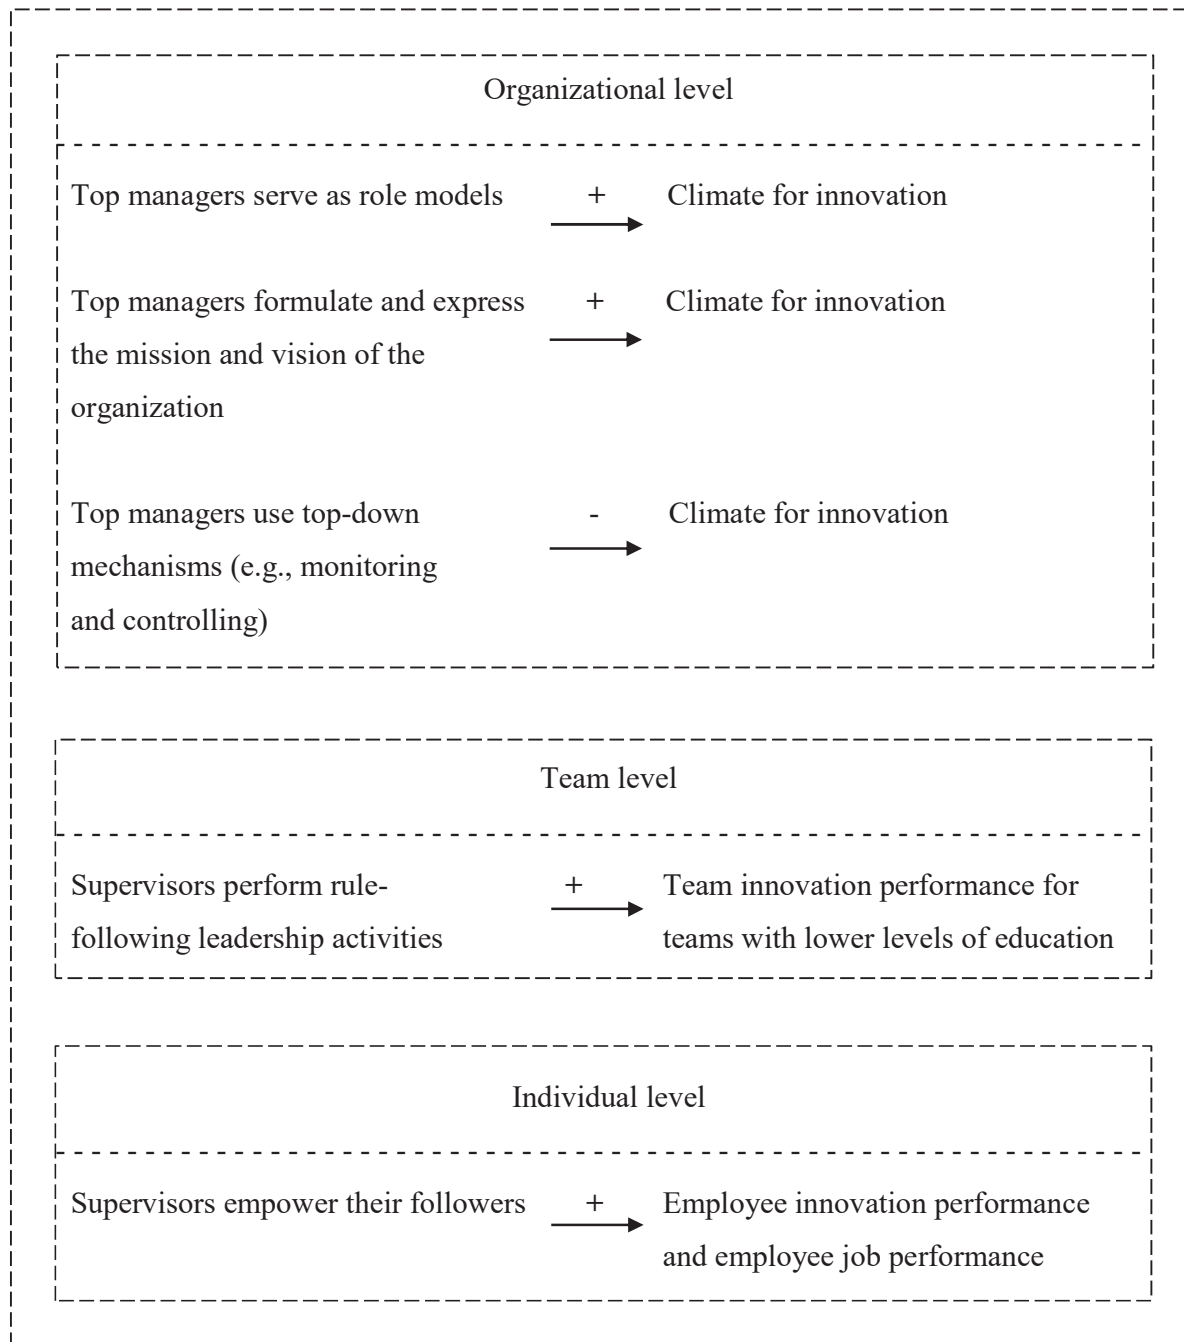 Organizational level
Top managers serve as role models + Climate for innovation
Top managers formulate and express + Climate for innovation
the mission and vision of the
organization
Top managers use top-down - Climate for innovation
mechanisms (e.g., monitoring
and controlling)
Team level
Supervisors perform rule- + Team innovation performance for
following leadership activities teams with lower levels of education
Individual level
Supervisors empower their followers + Employee innovation performance
and employee job performance